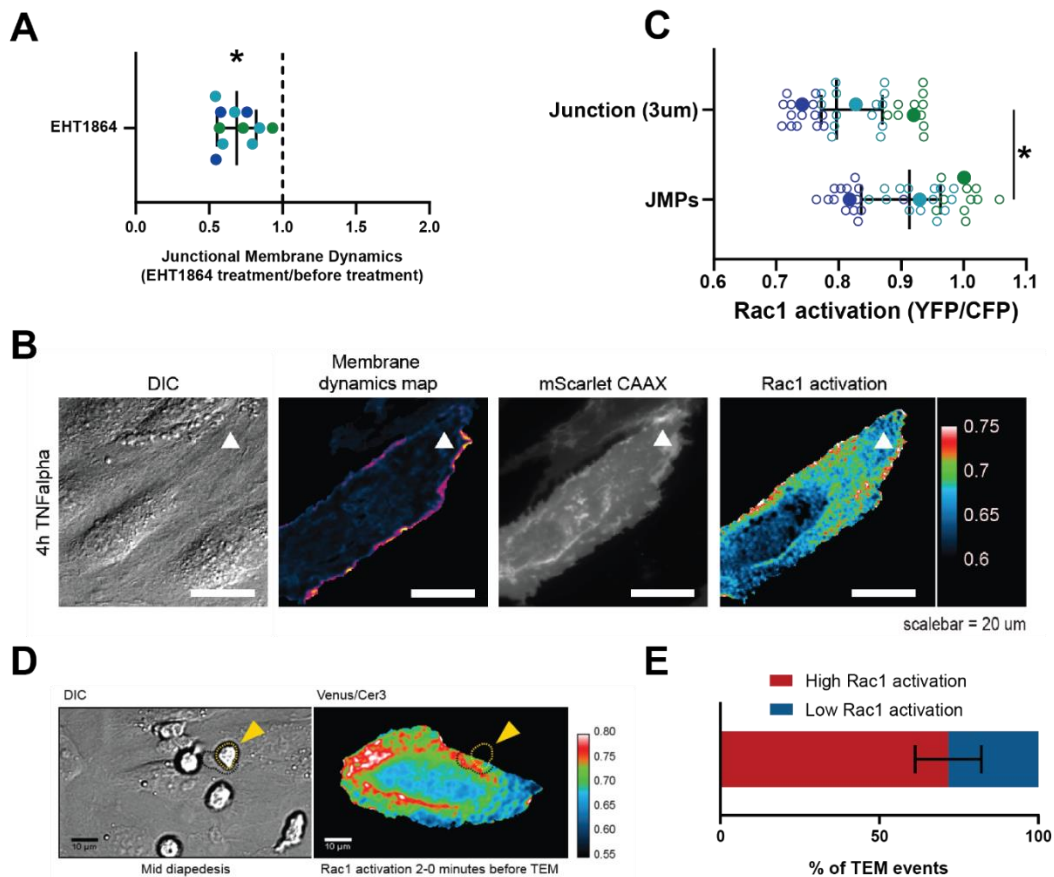 A
*
EHT1864
0.0 0.5 1.0 1.5 2.0
Junctional Membrane Dynamics
(EHT1864 treatment/before treatment)
C
Junction (3um)
JMPs
*
0.6 0.7 0.8 0.9 1.0 1.1
Rac1 activation (YFP/CFP)
B
DIC
Membrane
dynamics map
mScarlet CAAX
Rac1 activation
4h TNFalpha
0.75
0.7
0.65
0.6
scalebar = 20 um
D
DIC
Venus/Cer3
10 µm
10 µm
0.80
0.75
0.70
0.65
0.60
0.55
Mid diapedesis
Rac1 activation 2-0 minutes before TEM
E
High Rac1 activation
Low Rac1 activation
0 50 100
% of TEM events